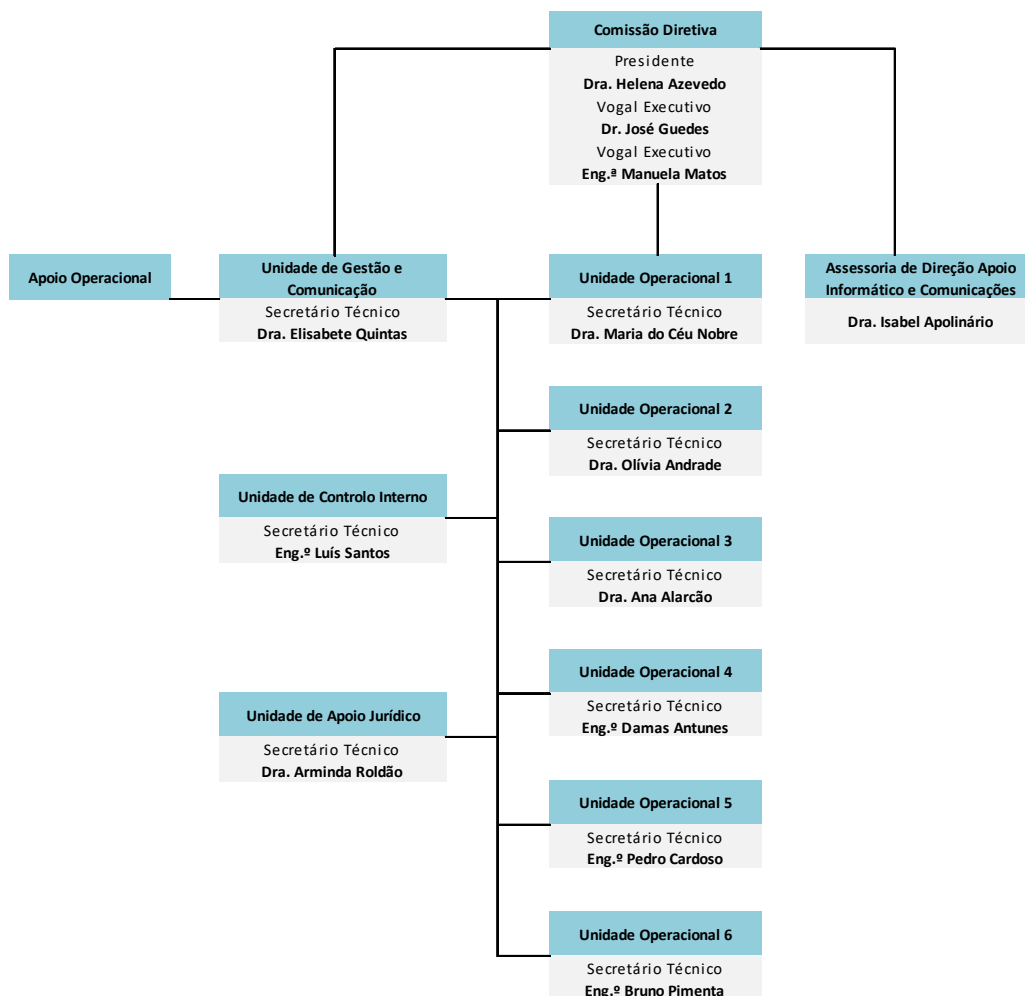 Comissão Diretiva
Presidente
Dra. Helena Azevedo
Vogal Executivo
Dr. José Guedes
Vogal Executivo
Eng.ª Manuela Matos
Apoio Operacional
Unidade de Gestão e
Comunicação
Secretário Técnico
Dra. Elisabete Quintas
Unidade Operacional 1
Secretário Técnico
Dra. Maria do Céu Nobre
Assessoria de Direção Apoio
Informático e Comunicações
Dra. Isabel Apolinário
Unidade Operacional 2
Secretário Técnico
Dra. Olívia Andrade
Unidade de Controlo Interno
Secretário Técnico
Eng.º Luís Santos
Unidade Operacional 3
Secretário Técnico
Dra. Ana Alarcão
Unidade Operacional 4
Secretário Técnico
Eng.º Damas Antunes
Unidade de Apoio Jurídico
Secretário Técnico
Dra. Arminda Roldão
Unidade Operacional 5
Secretário Técnico
Eng.º Pedro Cardoso
Unidade Operacional 6
Secretário Técnico
Eng.º Bruno Pimenta